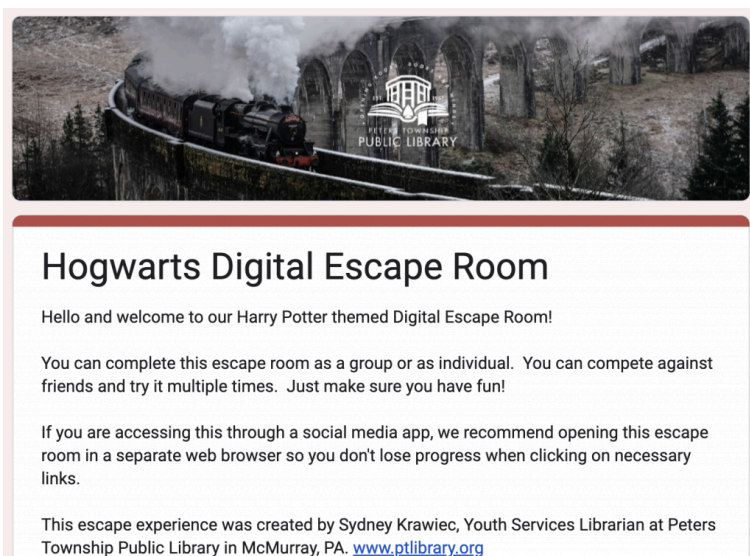 PETERS TOWNSHIP
PUBLIC LIBRARY
Hogwarts Digital Escape Room
Hello and welcome to our Harry Potter themed Digital Escape Room!
You can complete this escape room as a group or as individual.  You can compete against
friends and try it multiple times.  Just make sure you have fun!
If you are accessing this through a social media app, we recommend opening this escape
room in a separate web browser so you don't lose progress when clicking on necessary
links.
This escape experience was created by Sydney Krawiec, Youth Services Librarian at Peters
Township Public Library in McMurray, PA. www.ptlibrary.org